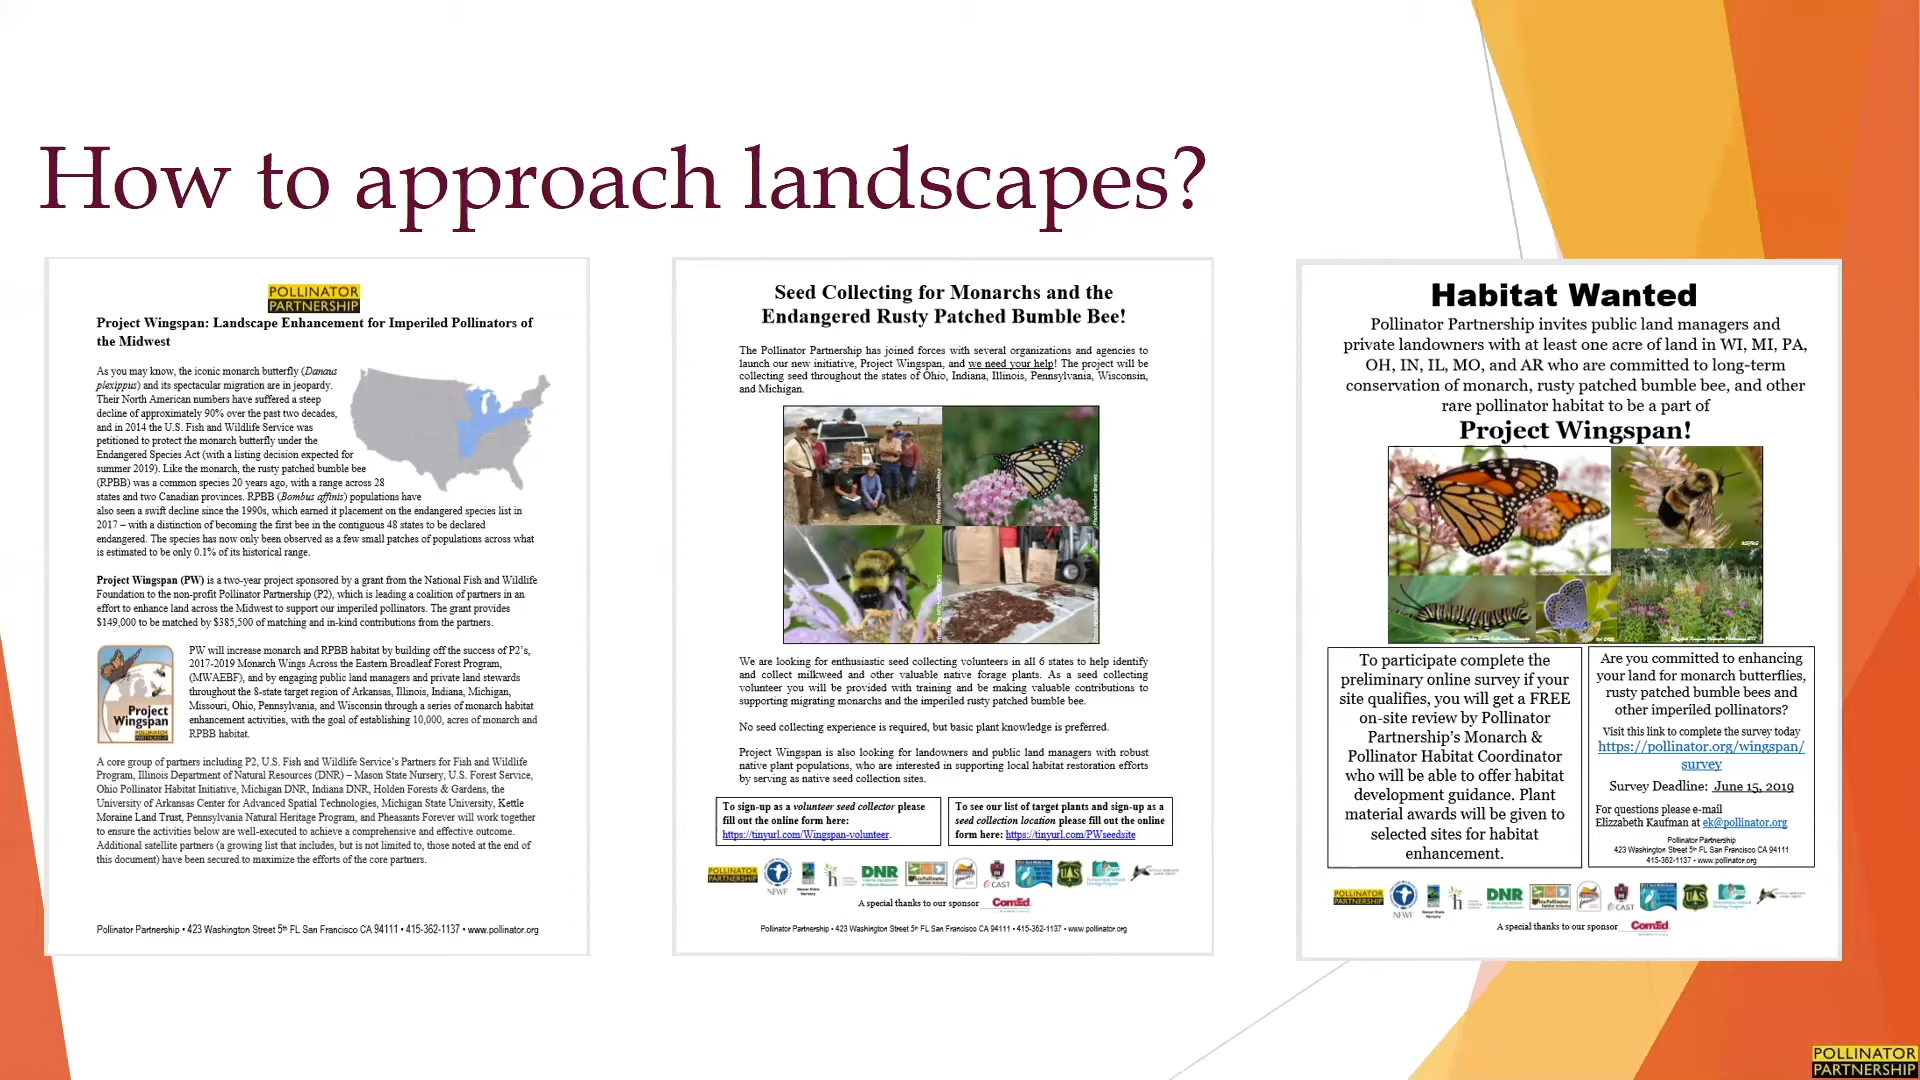 How to approach landscapes?
POLLINATOR
PARTNERSHIP
Project Wingspan: Landscape Enhancement for Imperiled Pollinators of
the Midwest
As you may know, the iconic monarch butterfly (Danaus
plexippus) and its spectacular migration are in jeopardy.
Their North American numbers have suffered a steep
decline of approximately 90% over the past two decades,
and in 2014 the U.S. Fish and Wildlife Service was
petitioned to protect the monarch butterfly under the
Endangered Species Act (with a listing decision expected for
summer 2019). Like the monarch, the rusty patched bumble bee
(RPBB) was a common species 20 years ago, with a range across 28
states and two Canadian provinces. RPBB (Bombus affinis) populations have
also seen a swift decline since the 1990s, which earned it placement on the endangered species list in
2017 – with a distinction of becoming the first bee in the contiguous 48 states to be declared
endangered. The species has now only been observed as a few small patches of populations across what
is estimated to be only 0.1% of its historical range.
Project Wingspan (PW) is a two-year project sponsored by a grant from the National Fish and Wildlife
Foundation to the non-profit Pollinator Partnership (P2), which is leading a coalition of partners in an
effort to enhance land across the Midwest to support our imperiled pollinators. The grant provides
$149,000 to be matched by $385,500 of matching and in-kind contributions from the partners.
Project
Wingspan
POLLINATOR
PARTNERSHIP
PW will increase monarch and RPBB habitat by building off the success of P2's,
2017-2019 Monarch Wings Across the Eastern Broadleaf Forest Program,
(MWAEBF), and by engaging public land managers and private land stewards
throughout the 8-state target region of Arkansas, Illinois, Indiana, Michigan,
Missouri, Ohio, Pennsylvania, and Wisconsin through a series of monarch habitat
enhancement activities, with the goal of establishing 10,000, acres of monarch and
RPBB habitat.
A core group of partners including P2, U.S. Fish and Wildlife Service's Partners for Fish and Wildlife
Program, Illinois Department of Natural Resources (DNR) – Mason State Nursery, U.S. Forest Service,
Ohio Pollinator Habitat Initiative, Michigan DNR, Indiana DNR, Holden Forests & Gardens, the
University of Arkansas Center for Advanced Spatial Technologies, Michigan State University, Kettle
Moraine Land Trust, Pennsylvania Natural Heritage Program, and Pheasants Forever will work together
to ensure the activities below are well-executed to achieve a comprehensive and effective outcome.
Additional satellite partners (a growing list that includes, but is not limited to, those noted at the end of
this document) have been secured to maximize the efforts of the core partners.
Pollinator Partnership • 423 Washington Street 5th FL San Francisco CA 94111 • 415-362-1137 • www.pollinator.org
Seed Collecting for Monarchs and the
Endangered Rusty Patched Bumble Bee!
The Pollinator Partnership has joined forces with several organizations and agencies to
launch our new initiative, Project Wingspan, and we need your help! The project will be
collecting seed throughout the states of Ohio, Indiana, Illinois, Pennsylvania, Wisconsin,
and Michigan.
We are looking for enthusiastic seed collecting volunteers in all 6 states to help identify
and collect milkweed and other valuable native forage plants. As a seed collecting
volunteer you will be provided with training and be making valuable contributions to
supporting migrating monarchs and the imperiled rusty patched bumble bee.
No seed collecting experience is required, but basic plant knowledge is preferred.
Project Wingspan is also looking for landowners and public land managers with robust
native plant populations, who are interested in supporting local habitat restoration efforts
by serving as native seed collection sites.
To sign-up as a volunteer seed collector please
fill out the online form here:
https://tinyurl.com/Wingspan-volunteer.
To see our list of target plants and sign-up as a
seed collection location please fill out the online
form here: https://tinyurl.com/PWseedsite
POLLINATOR
PARTNERSHIP
NFWF
DNR
CAST
UAS
A special thanks to our sponsor ComEd
Pollinator Partnership • 423 Washington Street 5th FL San Francisco CA 94111 • 415-362-1137 • www.pollinator.org
Habitat Wanted
Pollinator Partnership invites public land managers and
private landowners with at least one acre of land in WI, MI, PA,
OH, IN, IL, MO, and AR who are committed to long-term
conservation of monarch, rusty patched bumble bee, and other
rare pollinator habitat to be a part of
Project Wingspan!
To participate complete the
preliminary online survey if your
site qualifies, you will get a FREE
on-site review by Pollinator
Partnership's Monarch &
Pollinator Habitat Coordinator
who will be able to offer habitat
development guidance. Plant
material awards will be given to
selected sites for habitat
enhancement.
Are you committed to enhancing
your land for monarch butterflies,
rusty patched bumble bees and
other imperiled pollinators?
Visit this link to complete the survey today
https://pollinator.org/wingspan/
survey
Survey Deadline: June 15, 2019
For questions please e-mail
Elizzabeth Kaufman at ek@pollinator.org
Pollinator Partnership
423 Washington Street 5th FL San Francisco CA 94111
415-362-1137 • www.pollinator.org
POLLINATOR
PARTNERSHIP
NFWF
DNR
CAST
UAS
A special thanks to our sponsor ComEd
POLLINATOR
PARTNERSHIP